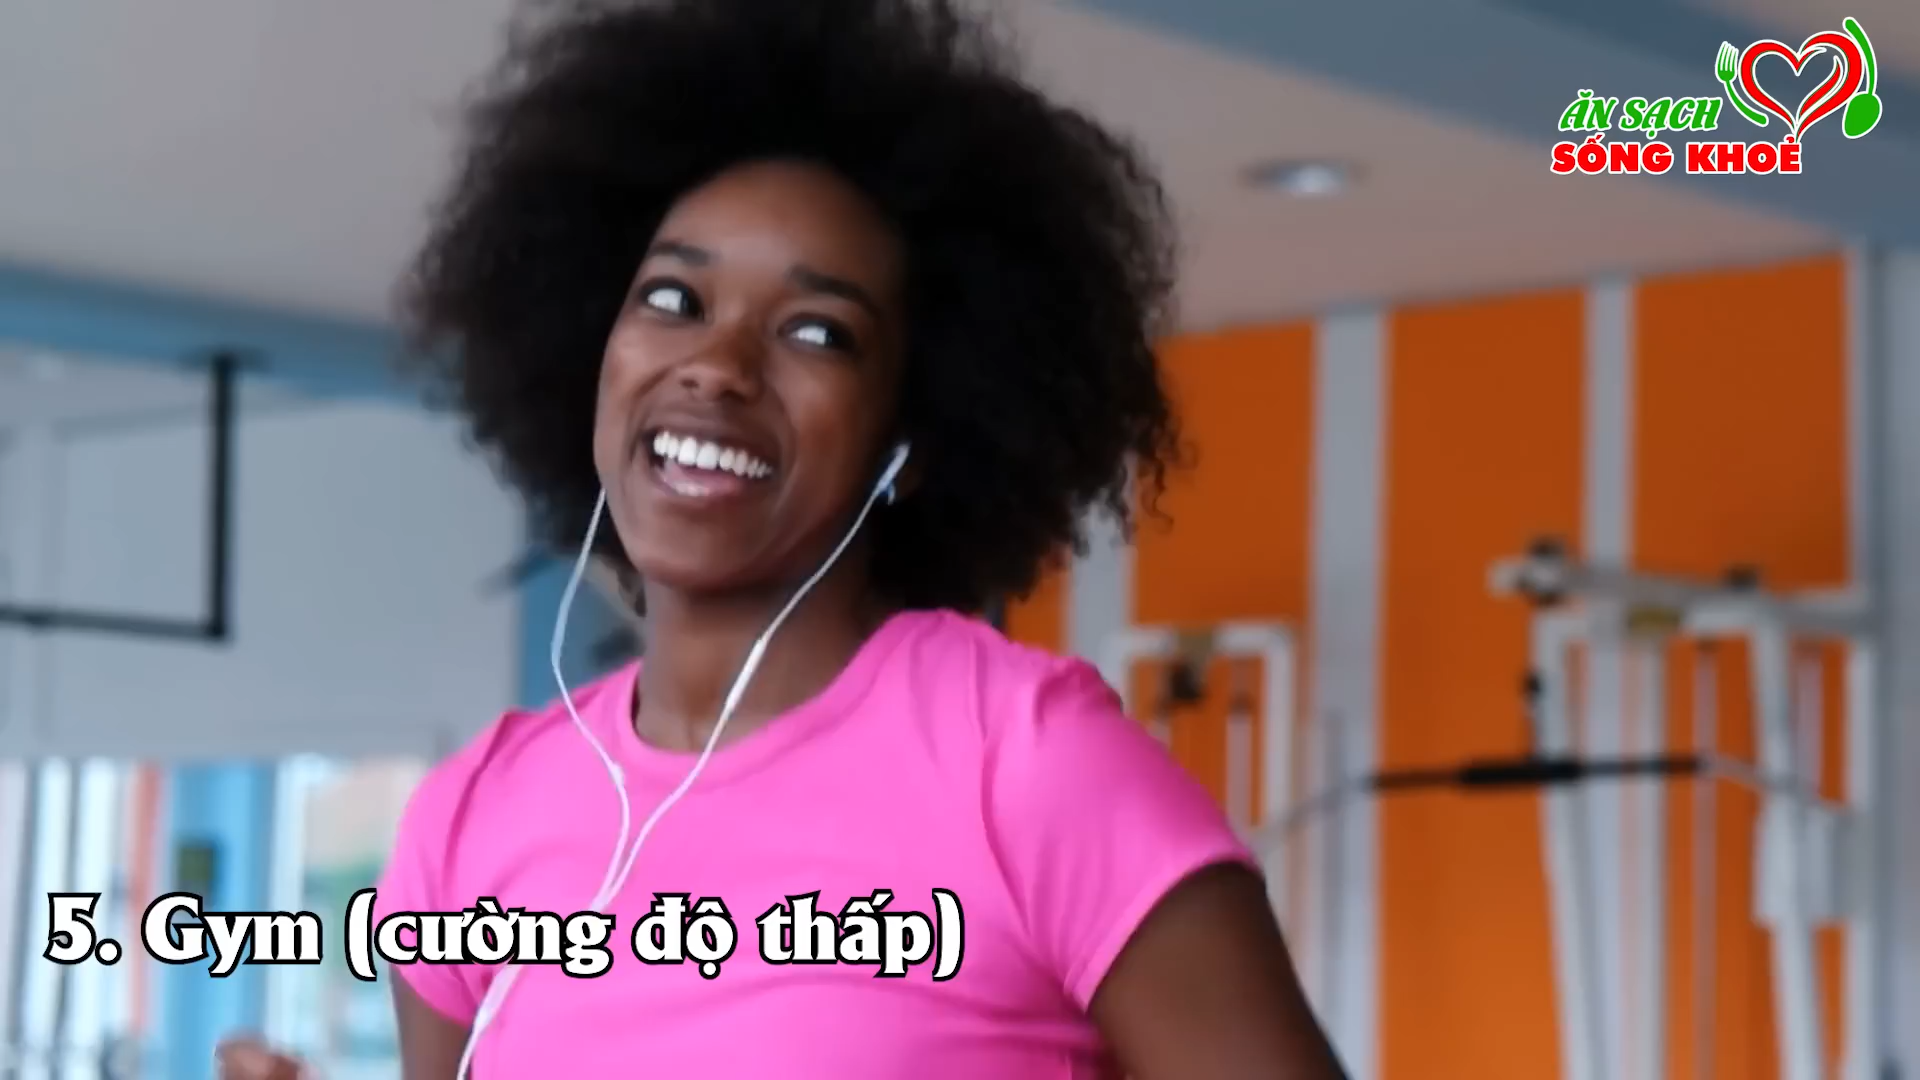 ĂN SẠCH
SỐNG KHOẺ
5. Gym (cường độ thấp)